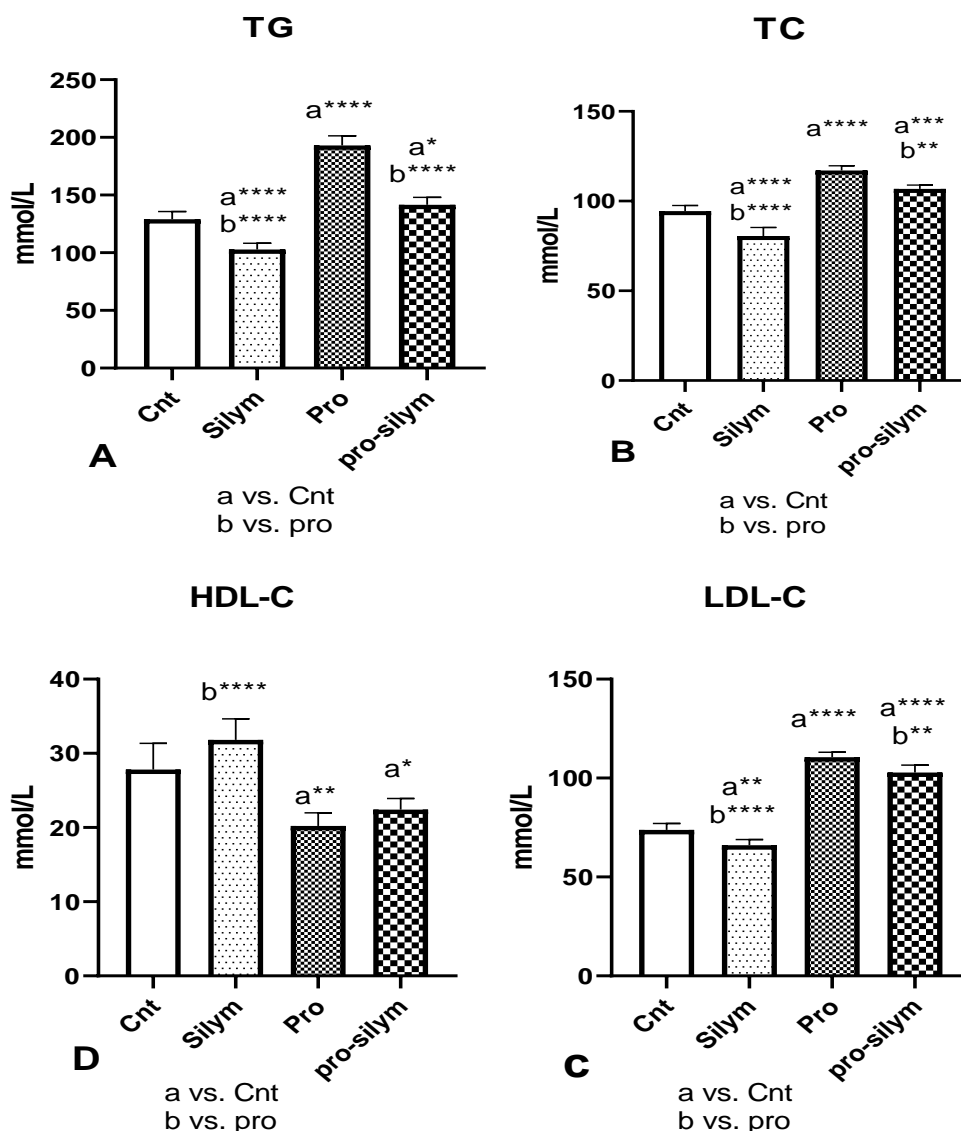 TG
250
200
150
100
50
0
mmol/L
a****
b****
a****
a*
b****
Cnt
Silym
Pro
pro-silym
A
a vs. Cnt
b vs. pro
TC
150
100
50
0
mmol/L
a****
b****
a****
a***
b**
Cnt
Silym
Pro
pro-silym
B
a vs. Cnt
b vs. pro
HDL-C
40
30
20
10
0
mmol/L
b****
a**
a*
Cnt
Silym
Pro
pro-silym
D
a vs. Cnt
b vs. pro
LDL-C
150
100
50
0
mmol/L
a**
b****
a****
a****
b**
Cnt
Silym
Pro
pro-silym
C
a vs. Cnt
b vs. pro